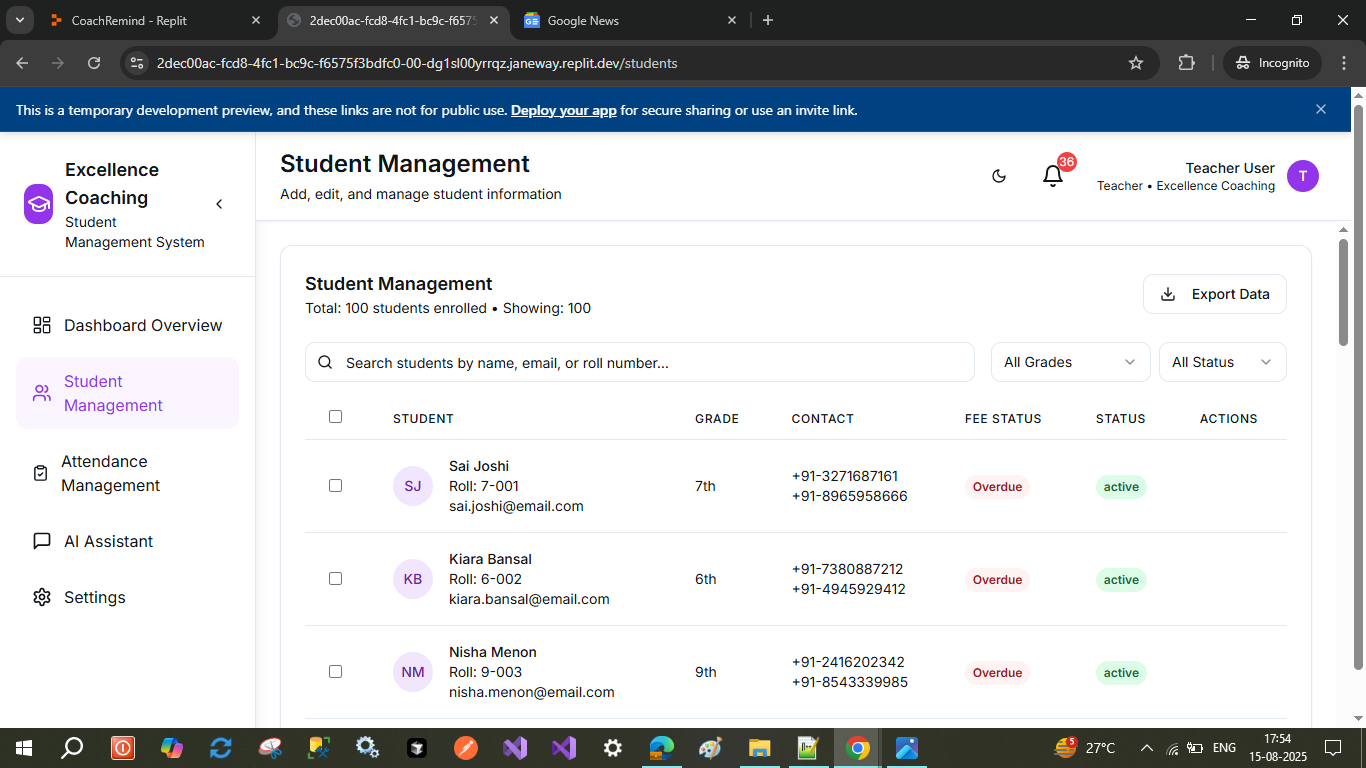 CoachRemind - Replit
2dec00ac-fcd8-4fc1-bc9c-f6575
Google News
2dec00ac-fcd8-4fc1-bc9c-f6575f3bdfc0-00-dg1sl00yrrqz.janeway.replit.dev/students
Incognito
This is a temporary development preview, and these links are not for public use. Deploy your app for secure sharing or use an invite link.
Excellence
Coaching
Student
Management System
Student Management
Add, edit, and manage student information
36
Teacher User
Teacher • Excellence Coaching
T
Dashboard Overview
Student
Management
Attendance
Management
AI Assistant
Settings
Student Management
Total: 100 students enrolled • Showing: 100
Export Data
Search students by name, email, or roll number...
All Grades
All Status
STUDENT GRADE CONTACT FEE STATUS STATUS ACTIONS
SJ
Sai Joshi
Roll: 7-001
sai.joshi@email.com
7th
+91-3271687161
+91-8965958666
Overdue
active
KB
Kiara Bansal
Roll: 6-002
kiara.bansal@email.com
6th
+91-7380887212
+91-4945929412
Overdue
active
NM
Nisha Menon
Roll: 9-003
nisha.menon@email.com
9th
+91-2416202342
+91-8543339985
Overdue
active
5
27°C
ENG
17:54
15-08-2025